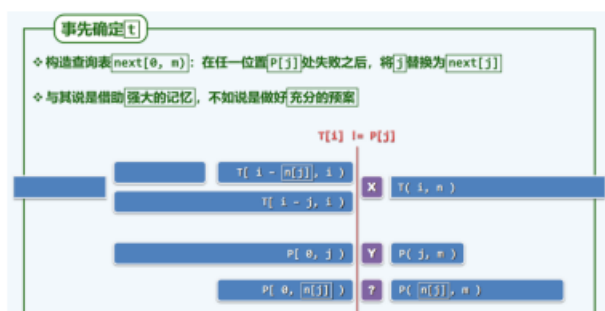 事先确定t
❖构造查询表next[0, m)：在任一位置P[j]处失败之后，将j替换为next[j]
❖与其说是借助强大的记忆，不如说是做好充分的预案
T[i] != P[j]
T[ i - n[j], i )
X T( i, n )
T[ i - j, i )
P[ 0, j ) Y P( j, m )
P[ 0, n[j] ) ? P( n[j], m )